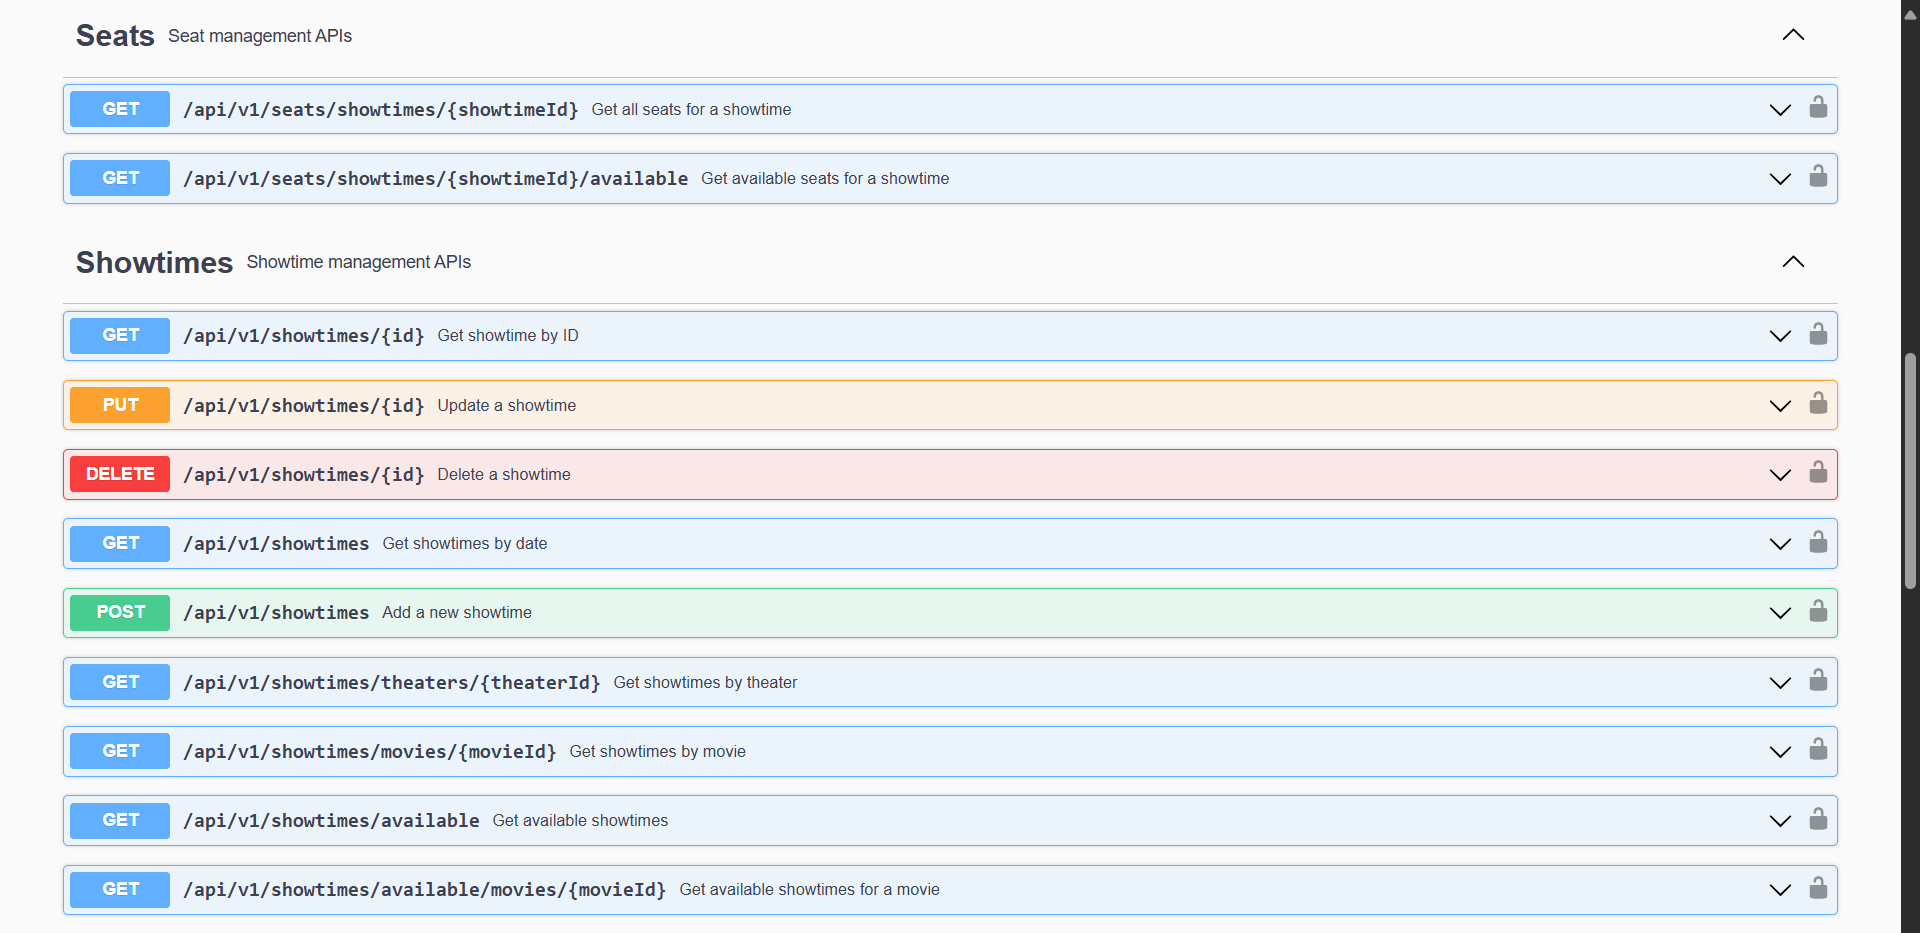 Seats Seat management APIs
GET /api/v1/seats/showtimes/{showtimeId} Get all seats for a showtime
GET /api/v1/seats/showtimes/{showtimeId}/available Get available seats for a showtime
Showtimes Showtime management APIs
GET /api/v1/showtimes/{id} Get showtime by ID
PUT /api/v1/showtimes/{id} Update a showtime
DELETE /api/v1/showtimes/{id} Delete a showtime
GET /api/v1/showtimes Get showtimes by date
POST /api/v1/showtimes Add a new showtime
GET /api/v1/showtimes/theaters/{theaterId} Get showtimes by theater
GET /api/v1/showtimes/movies/{movieId} Get showtimes by movie
GET /api/v1/showtimes/available Get available showtimes
GET /api/v1/showtimes/available/movies/{movieId} Get available showtimes for a movie